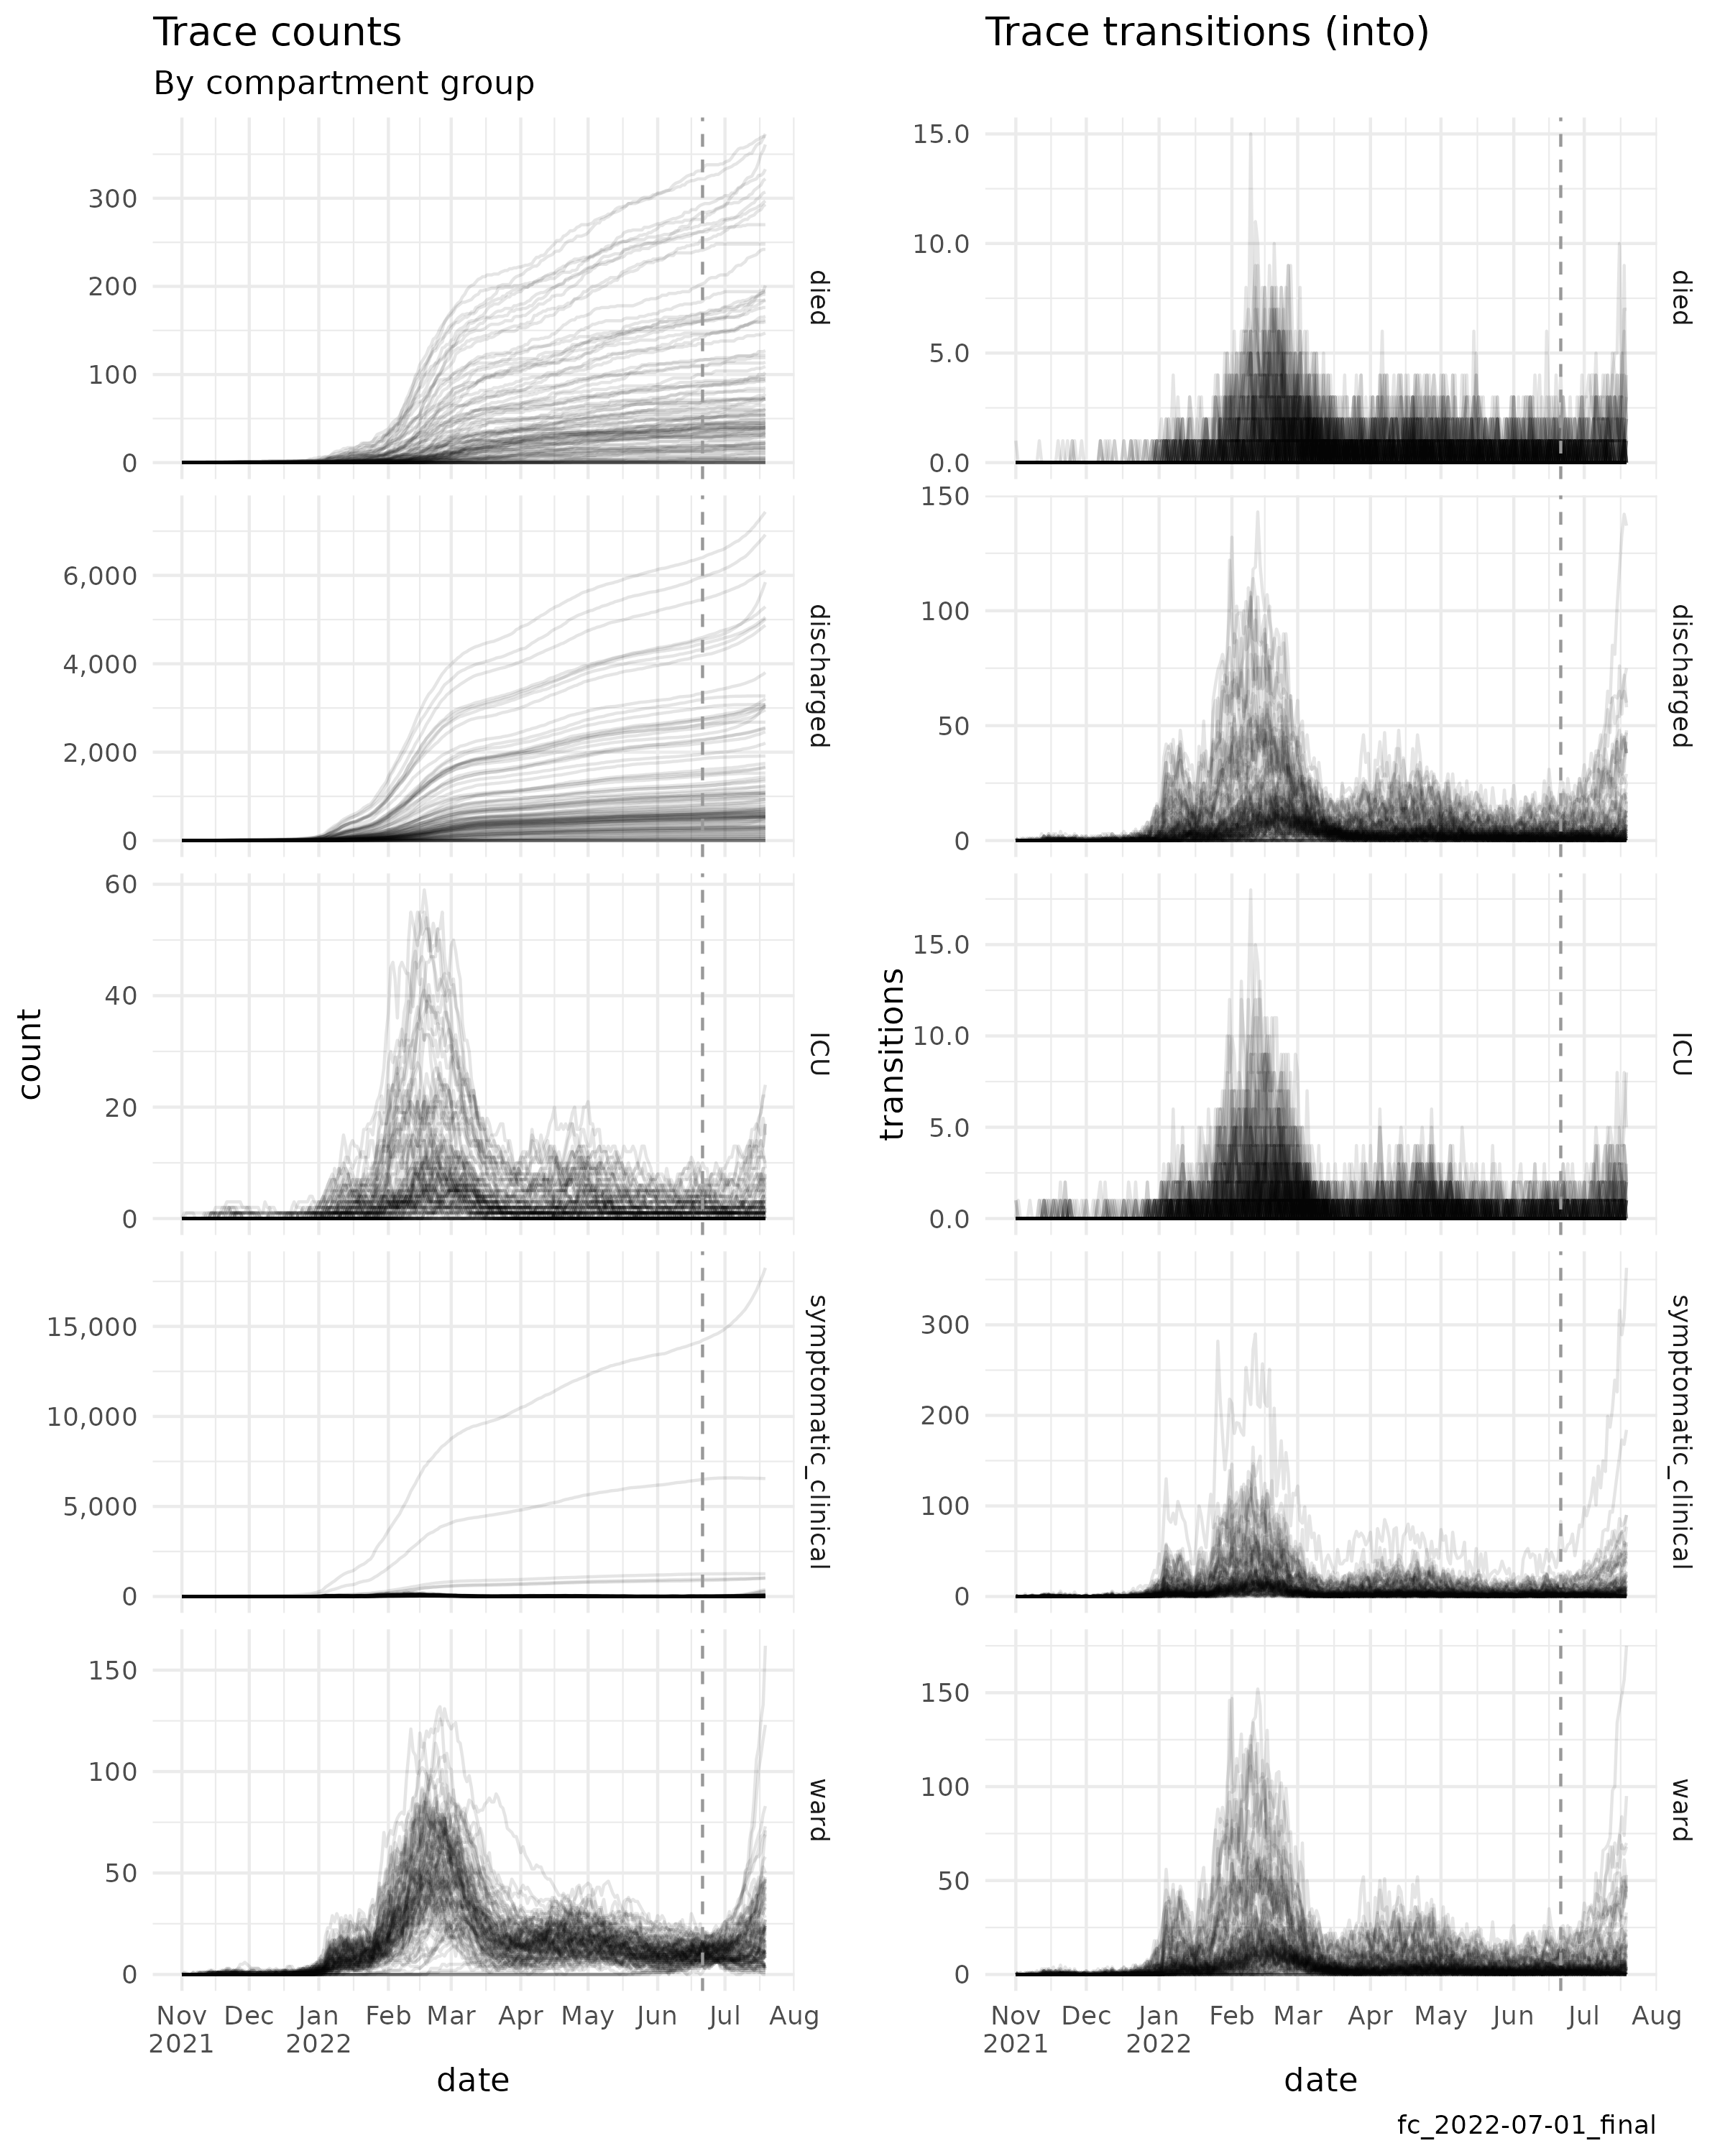 Trace counts
By compartment group
count
300
200
100
0
died
6,000
4,000
2,000
0
discharged
60
40
20
0
ICU
15,000
10,000
5,000
0
symptomatic_clinical
150
100
50
0
ward
Nov Dec Jan Feb Mar Apr May Jun Jul Aug
2021 2022
date
Trace transitions (into)
transitions
15.0
10.0
5.0
0.0
died
150
100
50
0
discharged
15.0
10.0
5.0
0.0
ICU
300
200
100
0
symptomatic_clinical
150
100
50
0
ward
Nov Dec Jan Feb Mar Apr May Jun Jul Aug
2021 2022
date
fc_2022-07-01_final